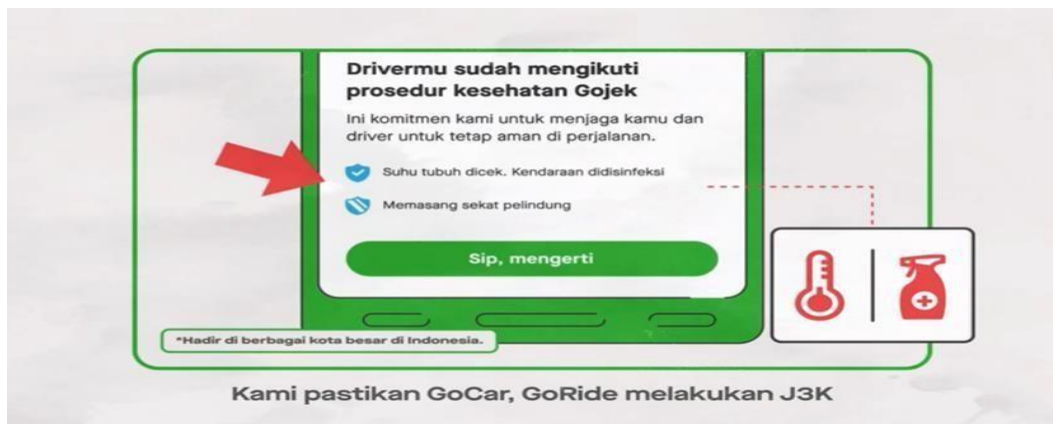 Drivermu sudah mengikuti
prosedur kesehatan Gojek
Ini komitmen kami untuk menjaga kamu dan
driver untuk tetap aman di perjalanan.
Suhu tubuh dicek. Kendaraan didisinfeksi
Memasang sekat pelindung
Sip, mengerti
*Hadir di berbagai kota besar di Indonesia.
Kami pastikan GoCar, GoRide melakukan J3K